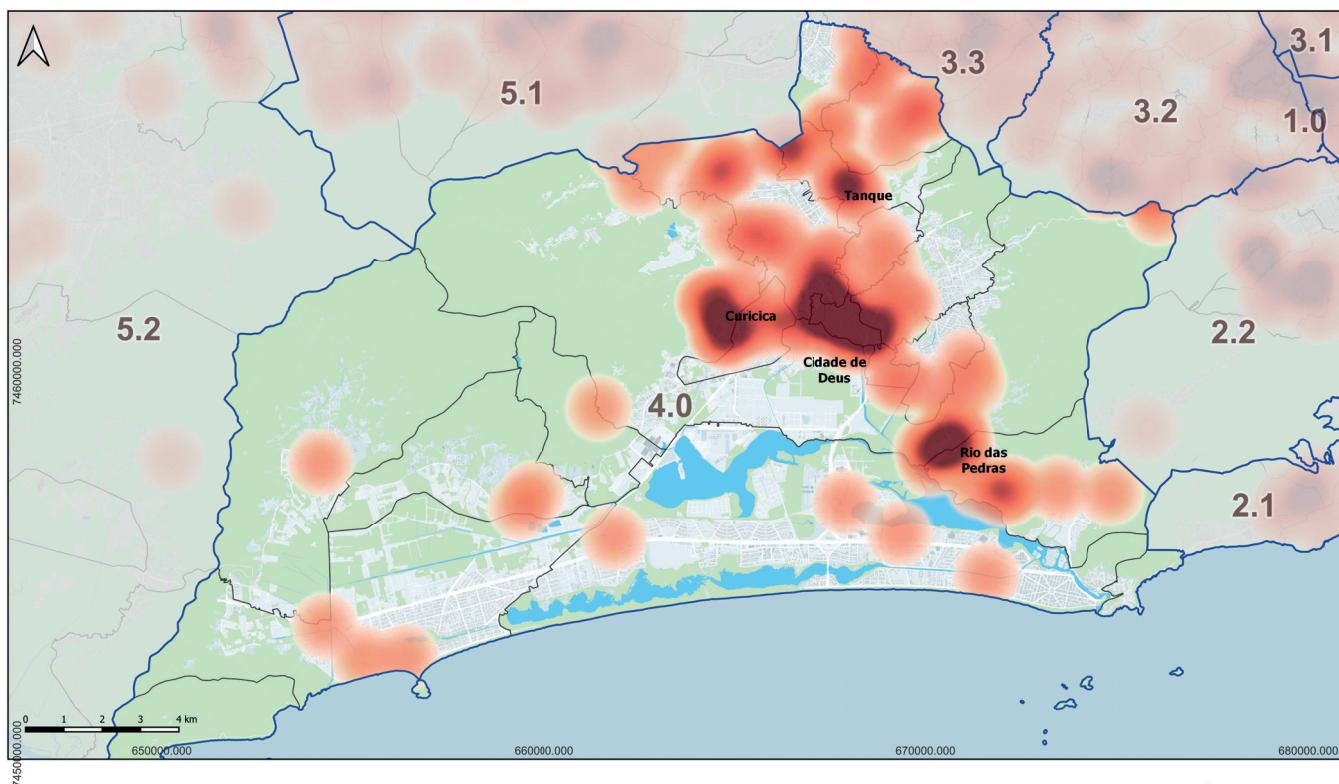 3.1
3.3
5.1
3.2
1.0
Tanque
Curicica
5.2
2.2
Cidade de
Deus
4.0
Rio das
Pedras
2.1
7460000.000
7450000.000
0 1 2 3 4 km
650000.000
660000.000
670000.000
680000.000